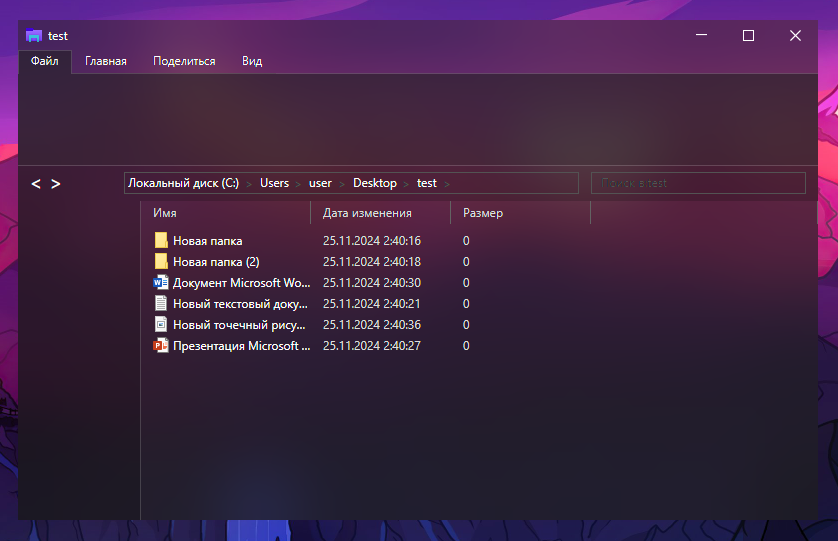 test
Файл Главная Поделиться Вид
< > Локальный диск (C:) > Users > user > Desktop > test > Поиск в test
Имя Дата изменения Размер
Новая папка 25.11.2024 2:40:16 0
Новая папка (2) 25.11.2024 2:40:18 0
Документ Microsoft Wo... 25.11.2024 2:40:30 0
Новый текстовый доку... 25.11.2024 2:40:21 0
Новый точечный рису... 25.11.2024 2:40:36 0
Презентация Microsoft ... 25.11.2024 2:40:27 0